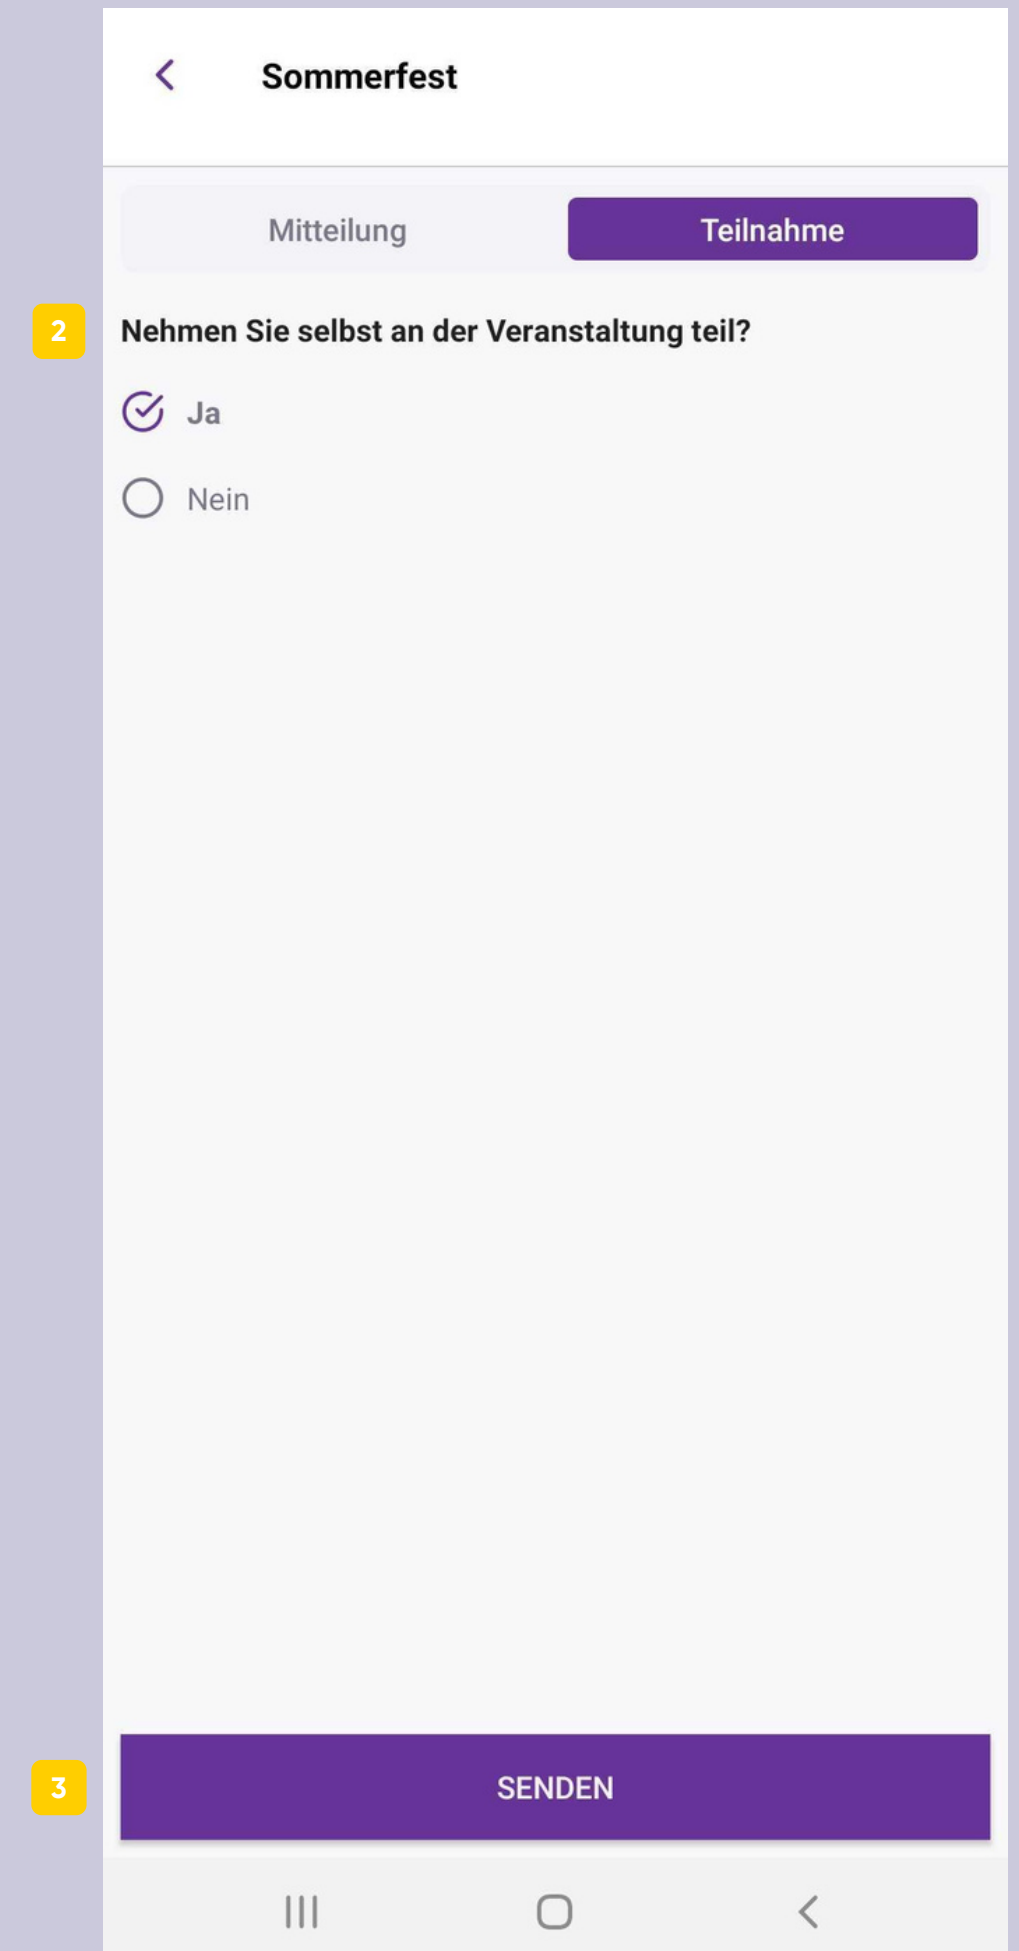 Sommerfest
Mitteilung
Teilnahme
2
Nehmen Sie selbst an der Veranstaltung teil?
Ja
Nein
3
SENDEN